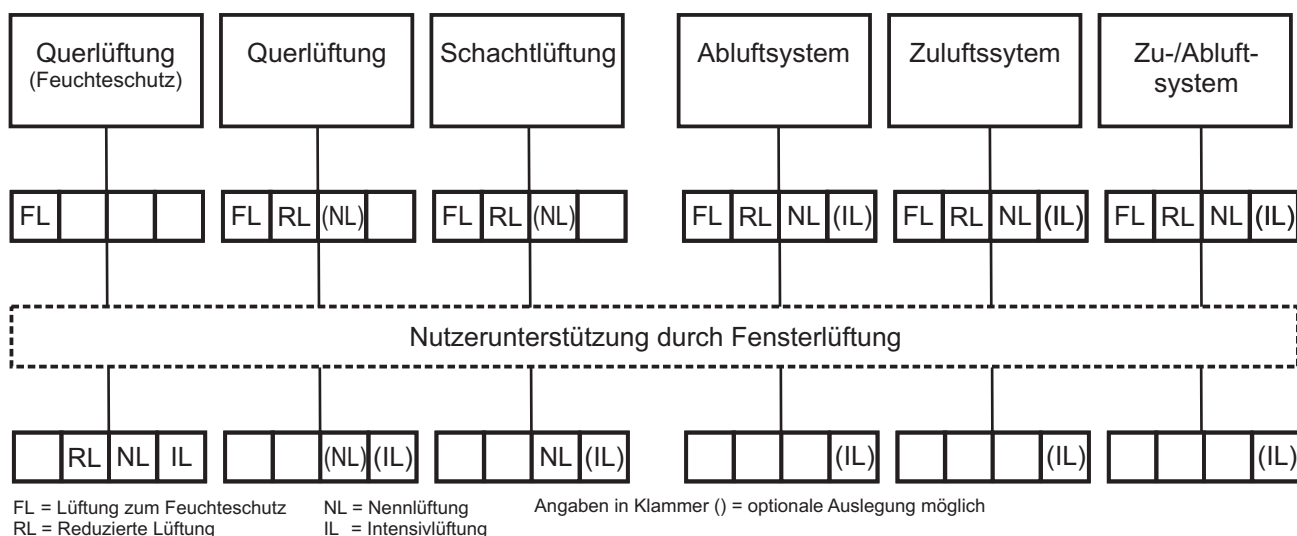 Querlüftung
(Feuchteschutz)
Querlüftung
Schachtlüftung
Abluftsystem
Zuluftssytem
Zu-/Abluft-
system
FL
FL RL (NL)
FL RL (NL)
FL RL NL (IL)
FL RL NL (IL)
FL RL NL (IL)
Nutzerunterstützung durch Fensterlüftung
RL NL IL
(NL) (IL)
NL (IL)
(IL)
(IL)
(IL)
FL = Lüftung zum Feuchteschutz NL = Nennlüftung Angaben in Klammer () = optionale Auslegung möglich
RL = Reduzierte Lüftung IL = Intensivlüftung